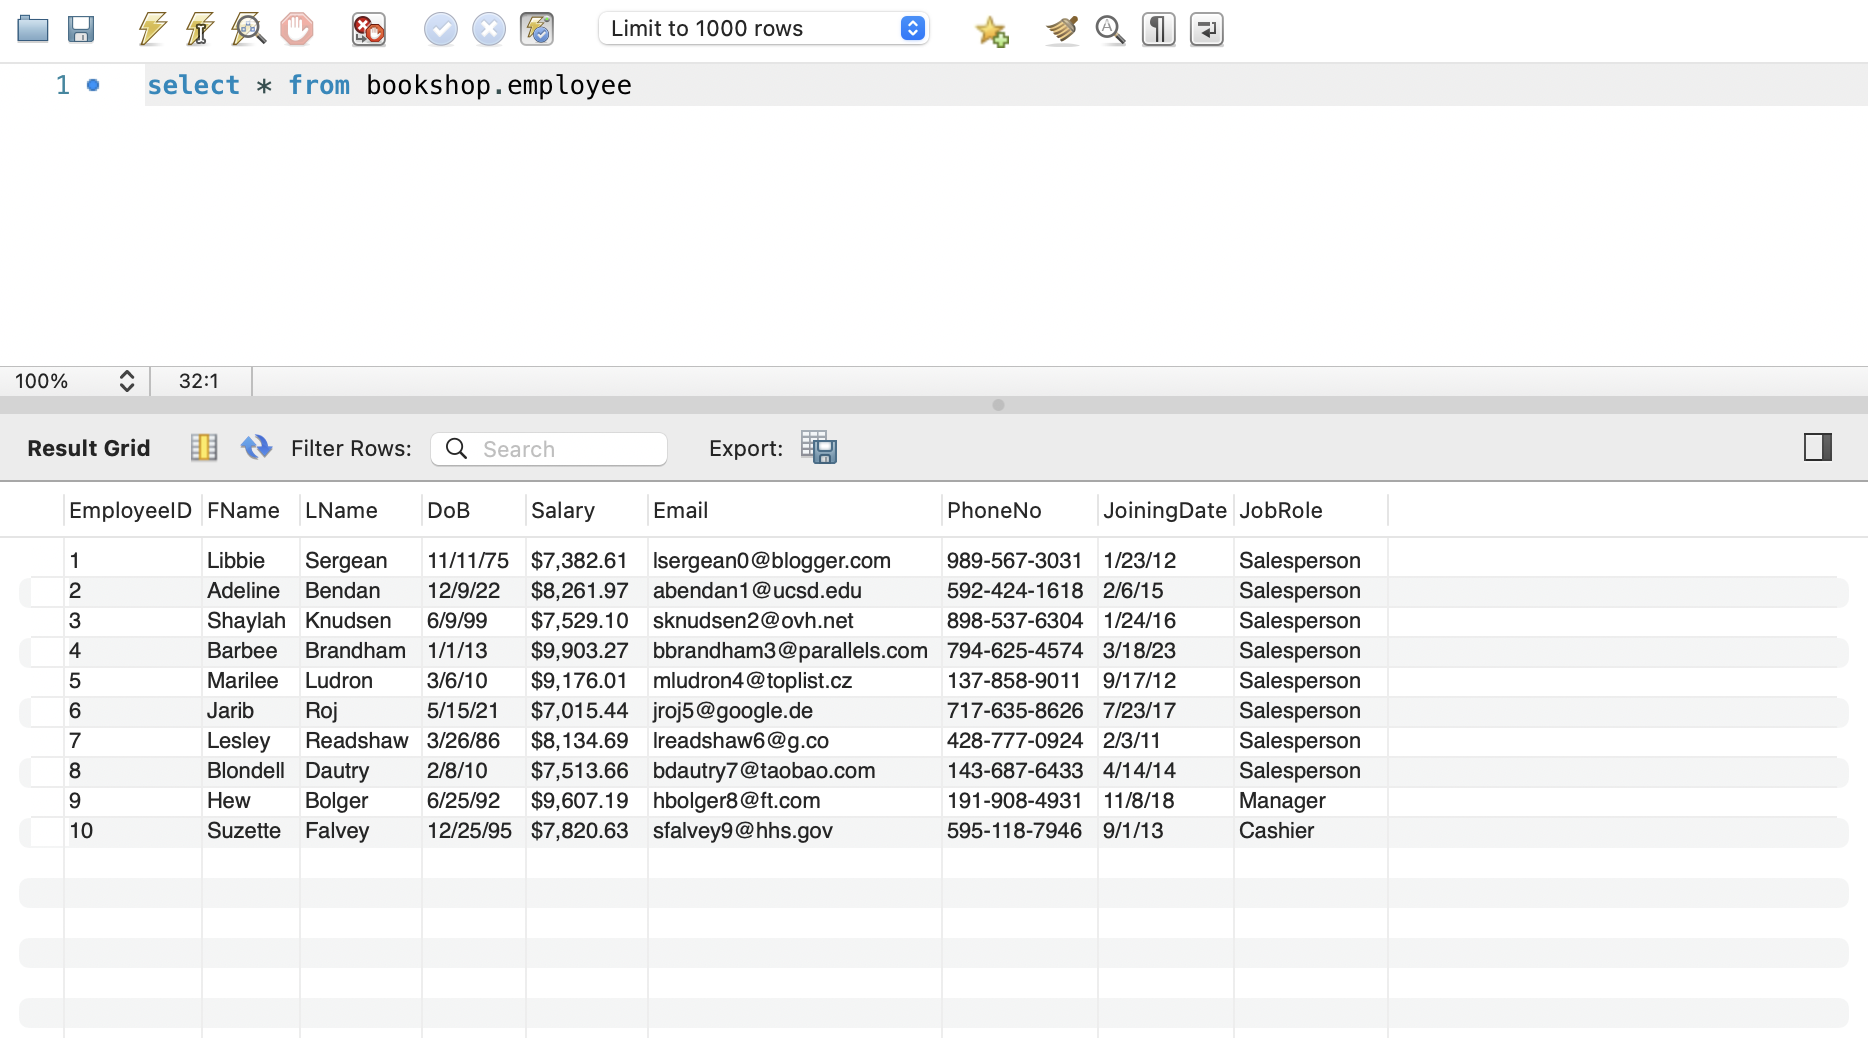 Limit to 1000 rows
1 select * from bookshop.employee
100% 32:1
Result Grid Filter Rows: Search Export:
EmployeeID FName LName DoB Salary Email PhoneNo JoiningDate JobRole
1 Libbie Sergean 11/11/75 $7,382.61 lsergean0@blogger.com 989-567-3031 1/23/12 Salesperson
2 Adeline Bendan 12/9/22 $8,261.97 abendan1@ucsd.edu 592-424-1618 2/6/15 Salesperson
3 Shaylah Knudsen 6/9/99 $7,529.10 sknudsen2@ovh.net 898-537-6304 1/24/16 Salesperson
4 Barbee Brandham 1/1/13 $9,903.27 bbrandham3@parallels.com 794-625-4574 3/18/23 Salesperson
5 Marilee Ludron 3/6/10 $9,176.01 mludron4@toplist.cz 137-858-9011 9/17/12 Salesperson
6 Jarib Roj 5/15/21 $7,015.44 jroj5@google.de 717-635-8626 7/23/17 Salesperson
7 Lesley Readshaw 3/26/86 $8,134.69 lreadshaw6@g.co 428-777-0924 2/3/11 Salesperson
8 Blondell Dautry 2/8/10 $7,513.66 bdautry7@taobao.com 143-687-6433 4/14/14 Salesperson
9 Hew Bolger 6/25/92 $9,607.19 hbolger8@ft.com 191-908-4931 11/8/18 Manager
10 Suzette Falvey 12/25/95 $7,820.63 sfalvey9@hhs.gov 595-118-7946 9/1/13 Cashier